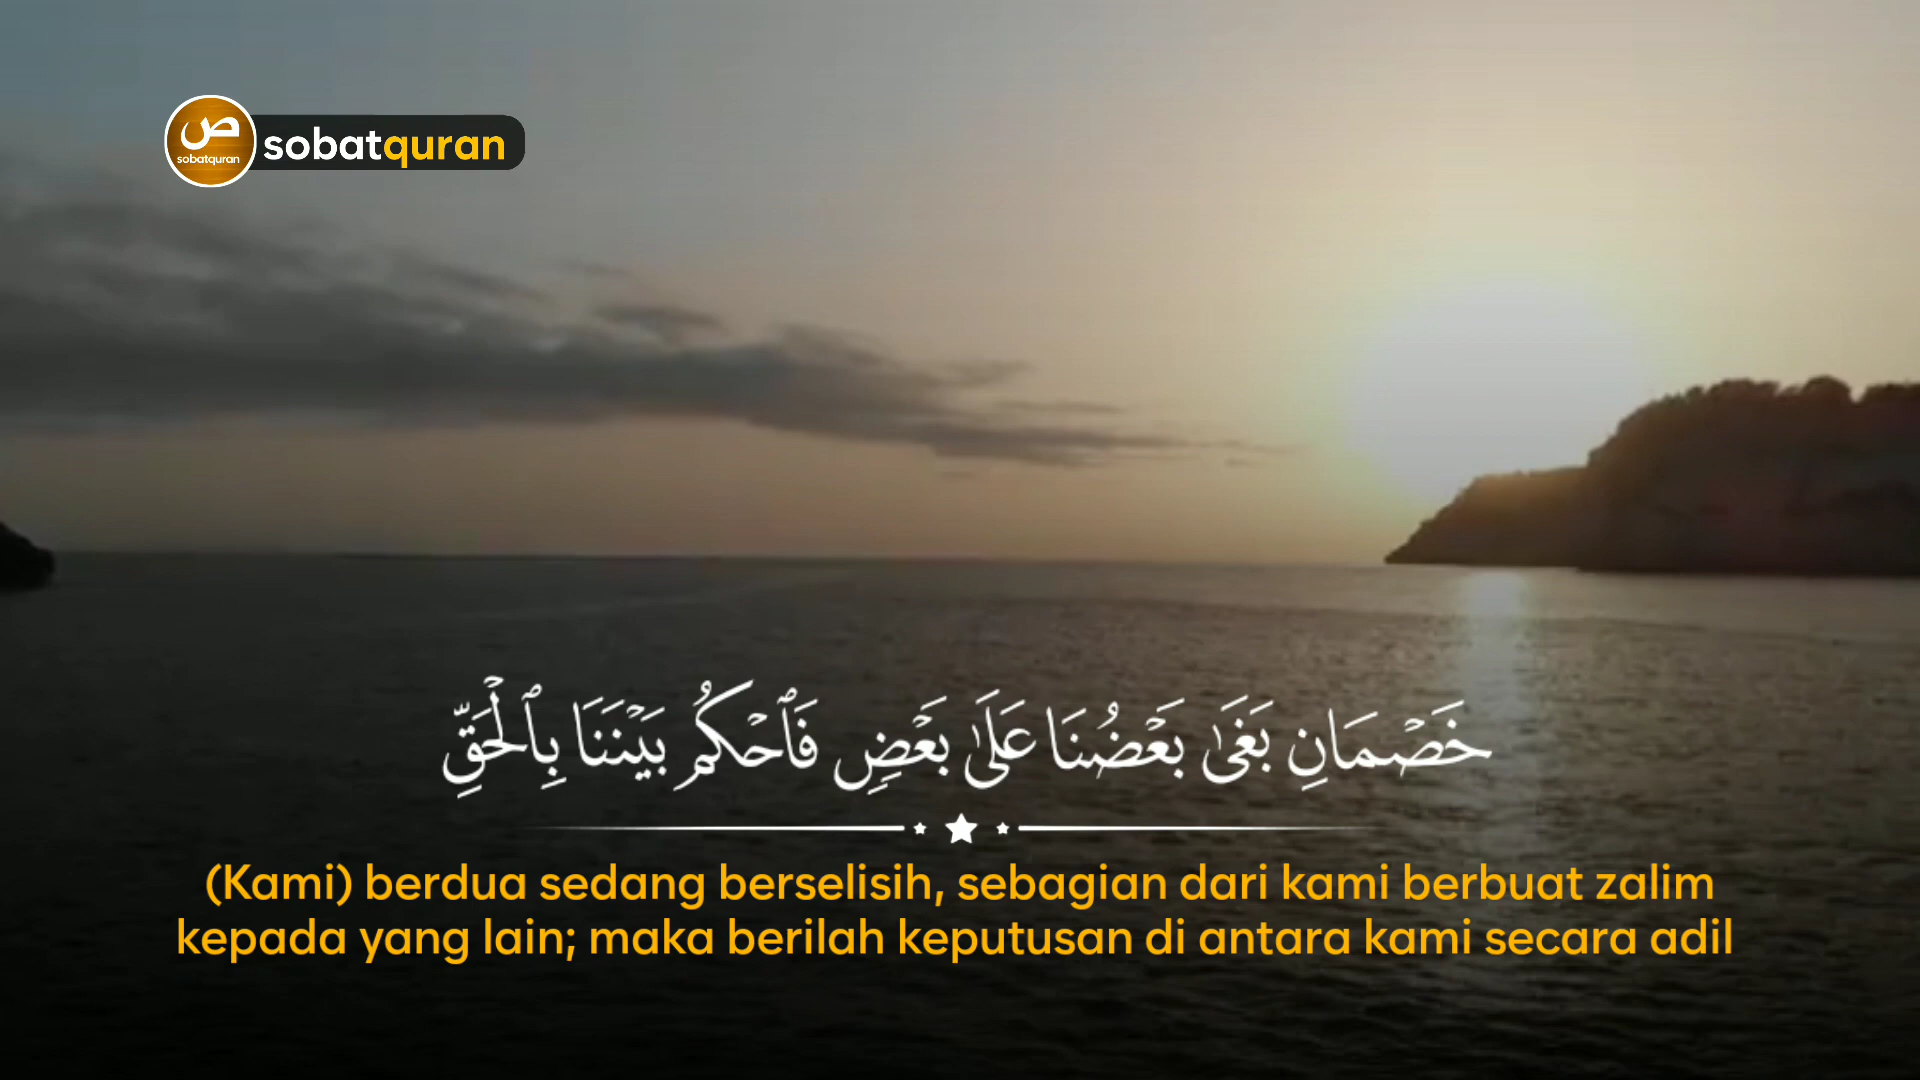 ص
sobatquran
sobatquran
خَصْمَانِ بَغَىٰ بَعْضُنَا عَلَىٰ بَعْضٍ فَٱحْكُم بَيْنَنَا بِٱلْحَقِّ
(Kami) berdua sedang berselisih, sebagian dari kami berbuat zalim
kepada yang lain; maka berilah keputusan di antara kami secara adil